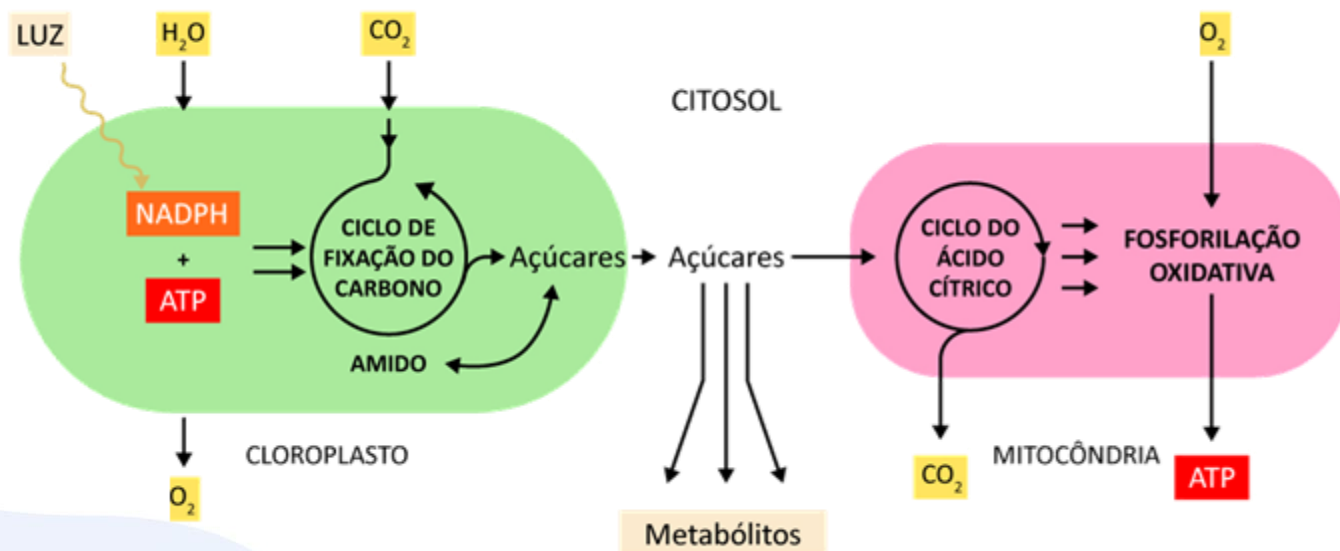 LUZ
H₂O
CO₂
O₂
CITOSOL
NADPH
+
ATP
CICLO DE
FIXAÇÃO DO
CARBONO
Açúcares
AMIDO
Açúcares
CICLO DO
ÁCIDO
CÍTRICO
FOSFORILAÇÃO
OXIDATIVA
CLOROPLASTO
O₂
MITOCÔNDRIA
CO₂
ATP
Metabólitos